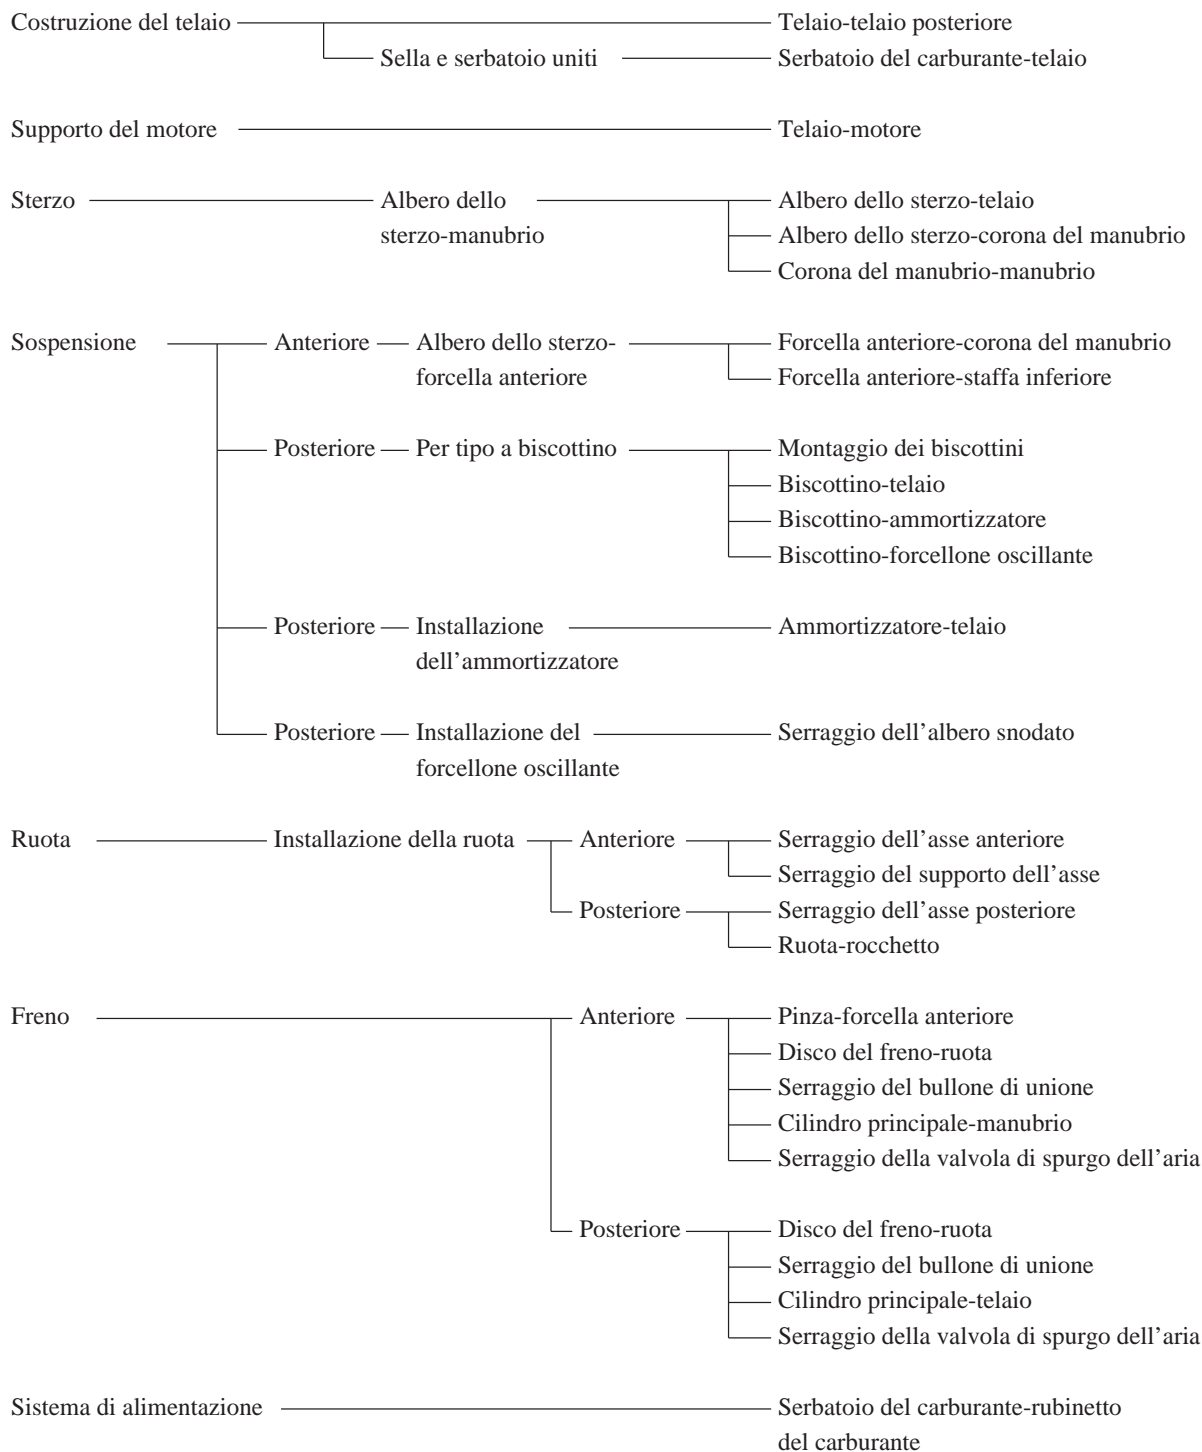 Costruzione del telaio Telaio-telaio posteriore
Sella e serbatoio uniti Serbatoio del carburante-telaio
Supporto del motore Telaio-motore
Sterzo Albero dello Albero dello sterzo-telaio
sterzo-manubrio Albero dello sterzo-corona del manubrio
Corona del manubrio-manubrio
Sospensione Anteriore Albero dello sterzo- Forcella anteriore-corona del manubrio
forcella anteriore Forcella anteriore-staffa inferiore
Posteriore Per tipo a biscottino Montaggio dei biscottini
Biscottino-telaio
Biscottino-ammortizzatore
Biscottino-forcellone oscillante
Posteriore Installazione Ammortizzatore-telaio
dell’ammortizzatore
Posteriore Installazione del Serraggio dell’albero snodato
forcellone oscillante
Ruota Installazione della ruota Anteriore Serraggio dell’asse anteriore
Serraggio del supporto dell’asse
Posteriore Serraggio dell’asse posteriore
Ruota-rocchetto
Freno Anteriore Pinza-forcella anteriore
Disco del freno-ruota
Serraggio del bullone di unione
Cilindro principale-manubrio
Serraggio della valvola di spurgo dell’aria
Posteriore Disco del freno-ruota
Serraggio del bullone di unione
Cilindro principale-telaio
Serraggio della valvola di spurgo dell’aria
Sistema di alimentazione Serbatoio del carburante-rubinetto
del carburante